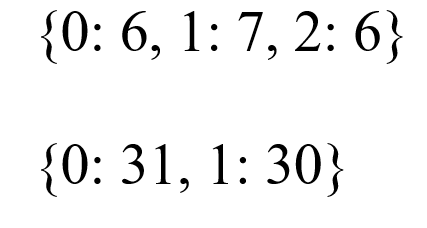 {0: 6, 1: 7, 2: 6}
{0: 31, 1: 30}